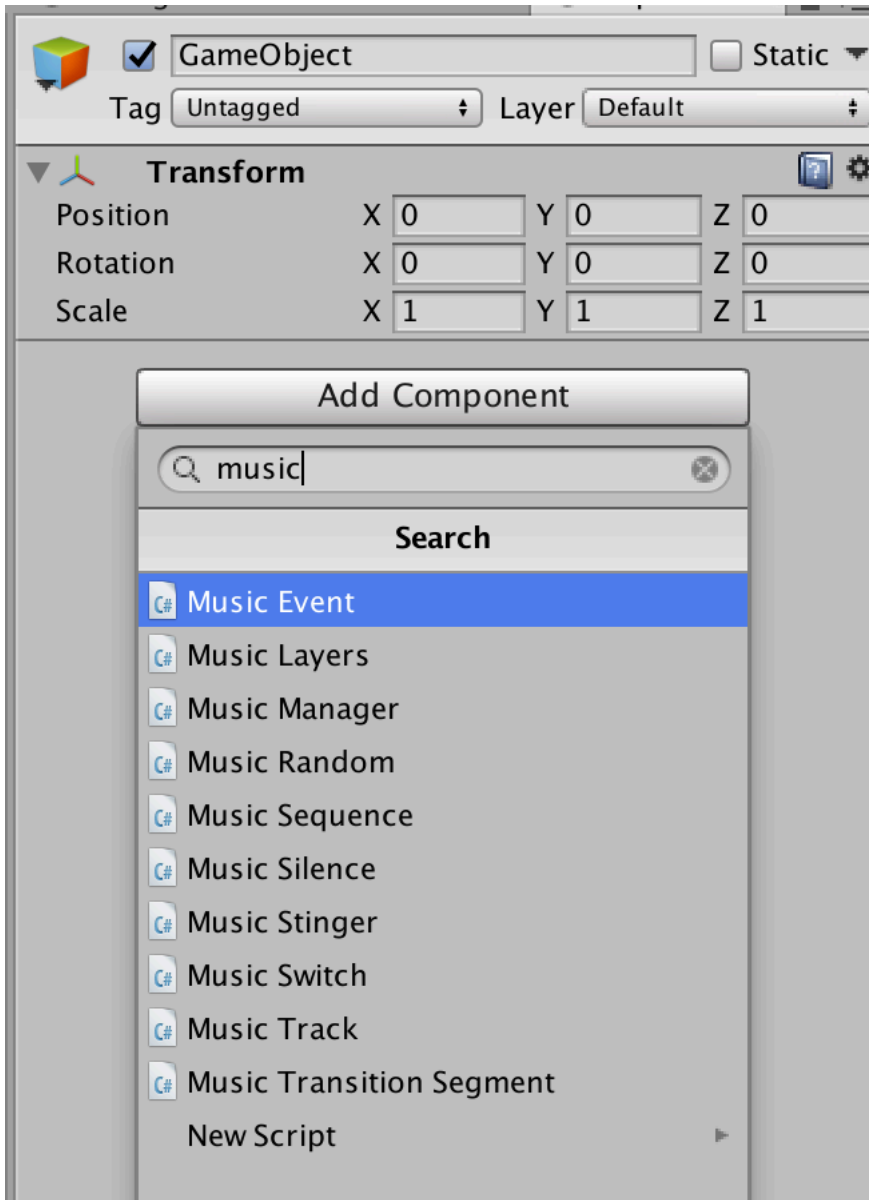 GameObject Static
Tag Untagged Layer Default
Transform
Position X 0 Y 0 Z 0
Rotation X 0 Y 0 Z 0
Scale X 1 Y 1 Z 1
Add Component
music
Search
C# Music Event
C# Music Layers
C# Music Manager
C# Music Random
C# Music Sequence
C# Music Silence
C# Music Stinger
C# Music Switch
C# Music Track
C# Music Transition Segment
New Script